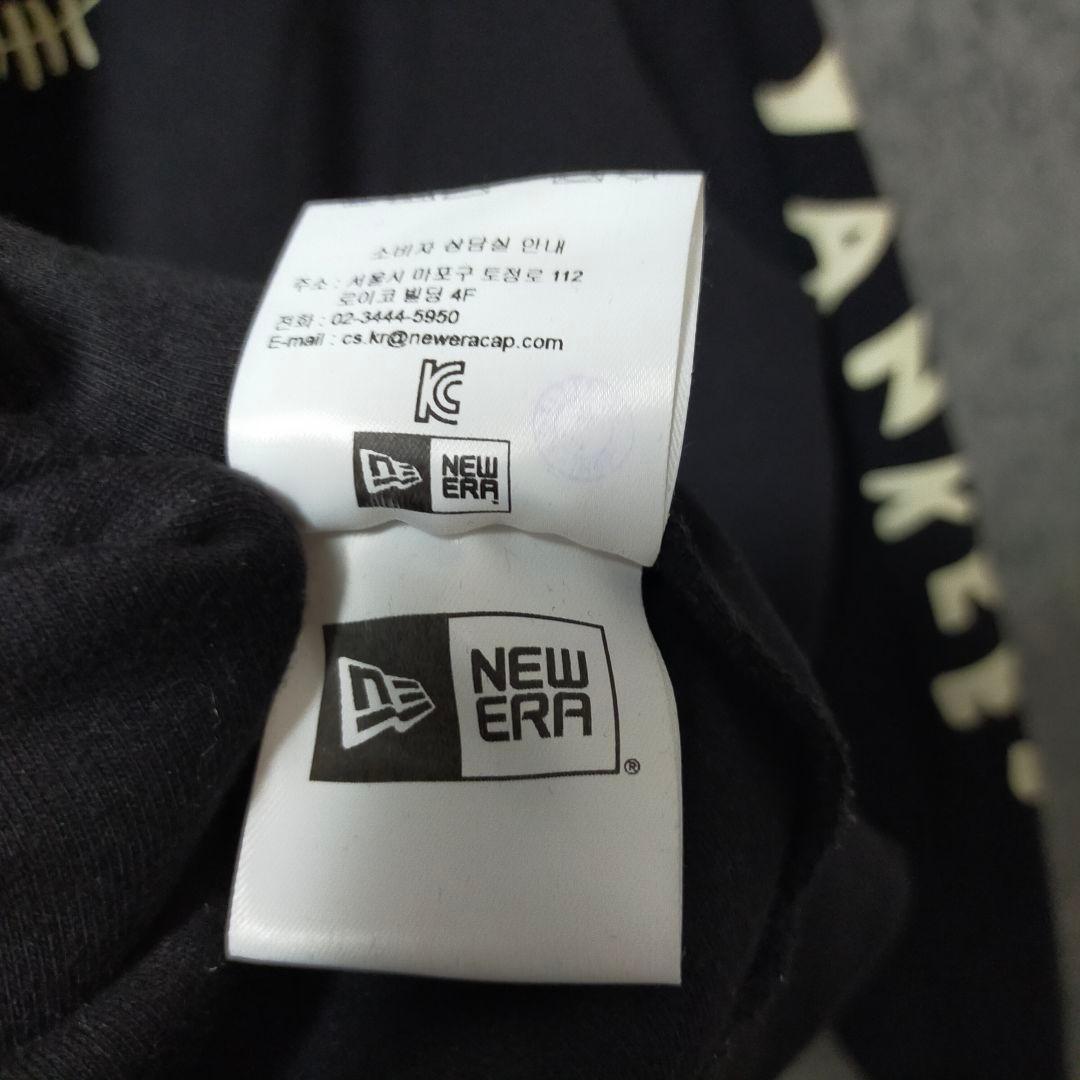 소비자 상담실 안내
주소 : 서울시 마포구 토정로 112
로이코 빌딩 4F
전화 : 02-3444-5950
E-mail : cs.kr@neweracap.com
KC
NEW
ERA
NEW
ERA
®
YANKEES